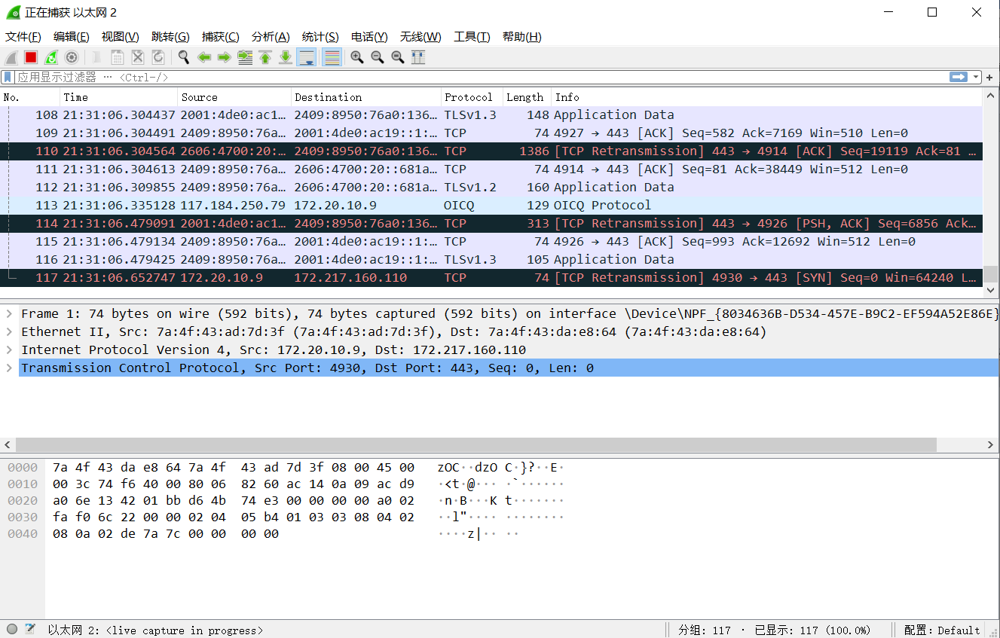 正在捕获 以太网 2
文件(F) 编辑(E) 视图(V) 跳转(G) 捕获(C) 分析(A) 统计(S) 电话(Y) 无线(W) 工具(T) 帮助(H)
应用显示过滤器 … <Ctrl-/>
No. Time Source Destination Protocol Length Info
108 21:31:06.304437 2001:4de0:ac1… 2409:8950:76a0:136… TLSv1.3 148 Application Data
109 21:31:06.304491 2409:8950:76a… 2001:4de0:ac19::1:… TCP 74 4927 → 443 [ACK] Seq=582 Ack=7169 Win=510 Len=0
110 21:31:06.304564 2606:4700:20:… 2409:8950:76a0:136… TCP 1386 [TCP Retransmission] 443 → 4914 [ACK] Seq=19119 Ack=81 …
111 21:31:06.304613 2409:8950:76a… 2606:4700:20::681a… TCP 74 4914 → 443 [ACK] Seq=81 Ack=38449 Win=512 Len=0
112 21:31:06.309855 2409:8950:76a… 2606:4700:20::681a… TLSv1.2 160 Application Data
113 21:31:06.335128 117.184.250.79 172.20.10.9 OICQ 129 OICQ Protocol
114 21:31:06.479091 2001:4de0:ac1… 2409:8950:76a0:136… TCP 313 [TCP Retransmission] 443 → 4926 [PSH, ACK] Seq=6856 Ack…
115 21:31:06.479134 2409:8950:76a… 2001:4de0:ac19::1:… TCP 74 4926 → 443 [ACK] Seq=993 Ack=12692 Win=512 Len=0
116 21:31:06.479425 2409:8950:76a… 2001:4de0:ac19::1:… TLSv1.3 105 Application Data
117 21:31:06.652747 172.20.10.9 172.217.160.110 TCP 74 [TCP Retransmission] 4930 → 443 [SYN] Seq=0 Win=64240 L…
Frame 1: 74 bytes on wire (592 bits), 74 bytes captured (592 bits) on interface \Device\NPF_{8034636B-D534-457E-B9C2-EF594A52E86E}
Ethernet II, Src: 7a:4f:43:ad:7d:3f (7a:4f:43:ad:7d:3f), Dst: 7a:4f:43:da:e8:64 (7a:4f:43:da:e8:64)
Internet Protocol Version 4, Src: 172.20.10.9, Dst: 172.217.160.110
Transmission Control Protocol, Src Port: 4930, Dst Port: 443, Seq: 0, Len: 0
0000 7a 4f 43 da e8 64 7a 4f 43 ad 7d 3f 08 00 45 00 zOC··dzO C·}?··E·
0010 00 3c 74 f6 40 00 80 06 82 60 ac 14 0a 09 ac d9 ·<t·@··· ·`······
0020 a0 6e 13 42 01 bb d6 4b 74 e3 00 00 00 00 a0 02 ·n·B···K t·······
0030 fa f0 6c 22 00 00 02 04 05 b4 01 03 03 08 04 02 ··l"···· ········
0040 08 0a 02 de 7a 7c 00 00 00 00 ····z|·· ··
以太网 2: <live capture in progress> 分组: 117 · 已显示: 117 (100.0%) 配置: Default